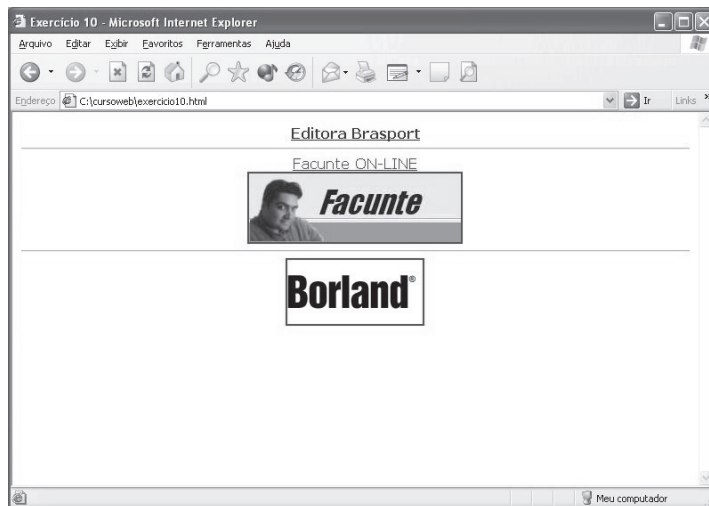 Exercício 10 - Microsoft Internet Explorer
Arquivo Editar Exibir Favoritos Ferramentas Ajuda
Endereço C:\cursoweb\exercicio10.html Ir Links »
Editora Brasport
Facunte ON-LINE
Facunte
Borland®
Meu computador